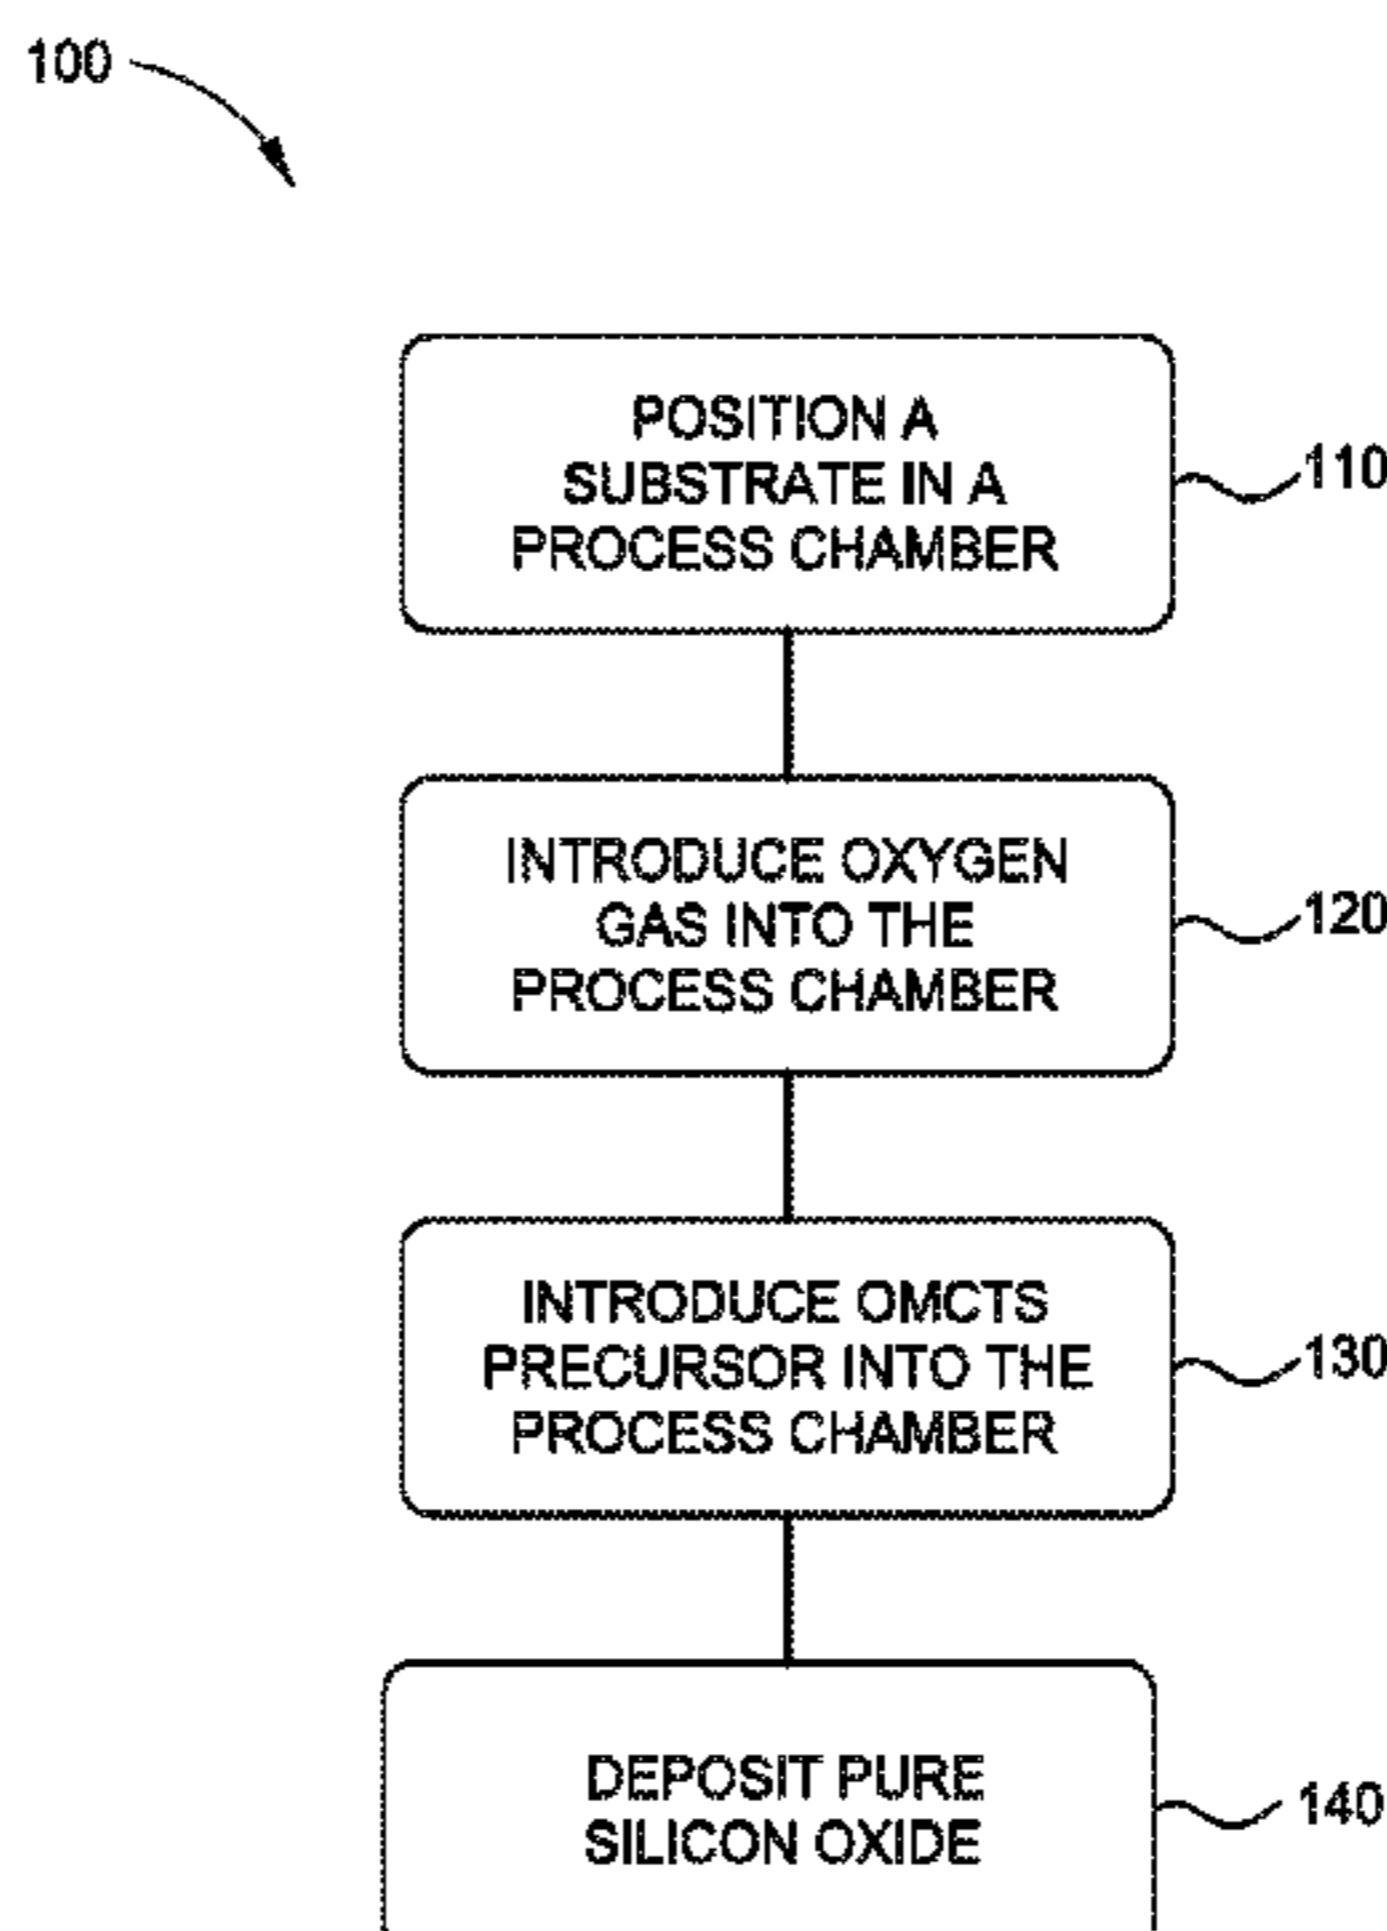 100
POSITION A
SUBSTRATE IN A
PROCESS CHAMBER
110
INTRODUCE OXYGEN
GAS INTO THE
PROCESS CHAMBER
120
INTRODUCE OMCTS
PRECURSOR INTO THE
PROCESS CHAMBER
130
DEPOSIT PURE
SILICON OXIDE
140